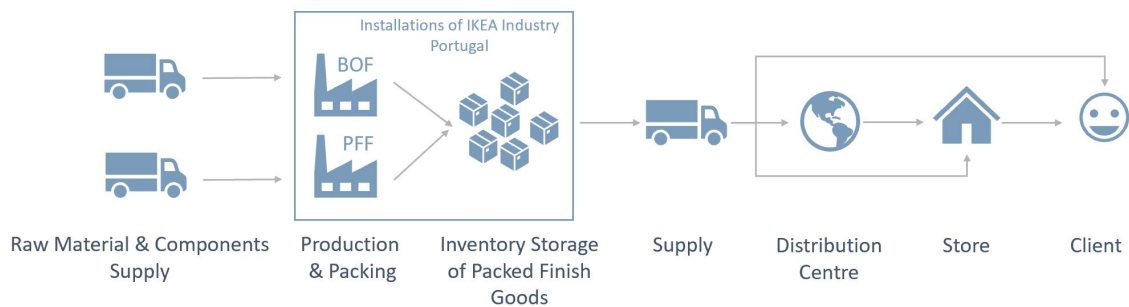 Installations of IKEA Industry
Portugal
BOF
PFF
Raw Material & Components
Supply
Production
& Packing
Inventory Storage
of Packed Finish
Goods
Supply
Distribution
Centre
Store
Client